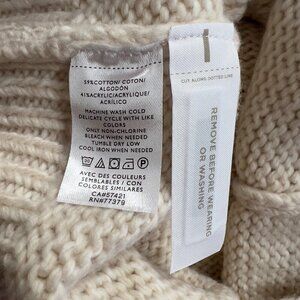 59%COTTON/ COTON/
ALGODÓN
41%ACRYLIC/ACRYLIQUE/
ACRÍLICO
MACHINE WASH COLD
DELICATE CYCLE WITH LIKE
COLORS
ONLY NON-CHLORINE
BLEACH WHEN NEEDED
TUMBLE DRY LOW
COOL IRON WHEN NEEDED
AVEC DES COULEURS
SEMBLABLES / CON
COLORES SIMILARES
CA#57421
RN#77379
CUT ALONG DOTTED LINE
REMOVE BEFORE WEARING
OR WASHING